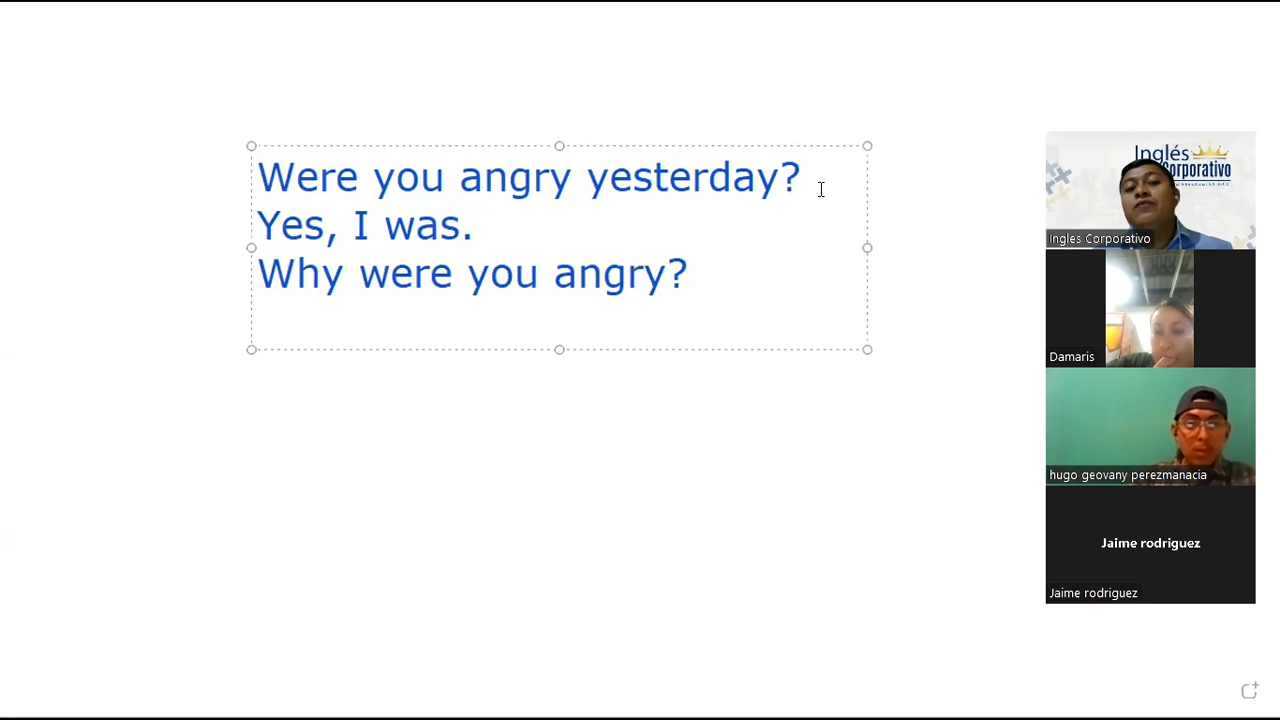 Were you angry yesterday?
Yes, I was.
Why were you angry?
Inglés
Corporativo
Ingles Corporativo
Damaris
hugo geovany perezmanacia
Jaime rodriguez
Jaime rodriguez